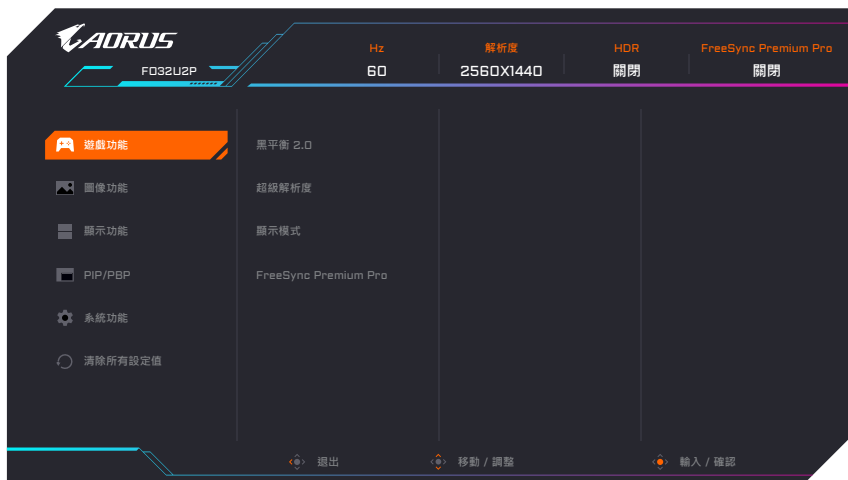 AORUS
FO32U2P
Hz
60
解析度
2560X1440
HDR
關閉
FreeSync Premium Pro
關閉
遊戲功能
圖像功能
顯示功能
PIP/PBP
系統功能
清除所有設定值
黑平衡 2.0
超級解析度
顯示模式
FreeSync Premium Pro
退出
移動 / 調整
輸入 / 確認